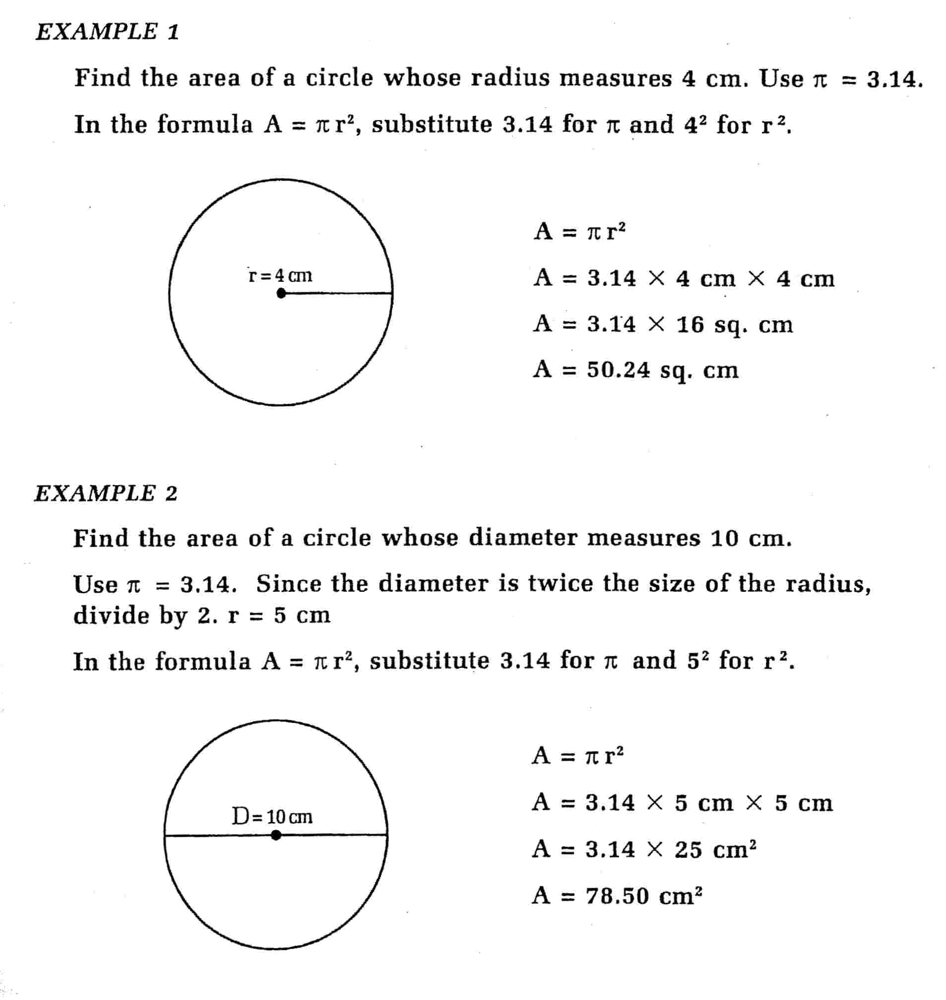 EXAMPLE 1
Find the area of a circle whose radius measures 4 cm. Use π = 3.14.
In the formula A = π r², substitute 3.14 for π and 4² for r².
r = 4 cm
A = π r²
A = 3.14 × 4 cm × 4 cm
A = 3.14 × 16 sq. cm
A = 50.24 sq. cm
EXAMPLE 2
Find the area of a circle whose diameter measures 10 cm.
Use π = 3.14. Since the diameter is twice the size of the radius,
divide by 2. r = 5 cm
In the formula A = π r², substitute 3.14 for π and 5² for r².
D = 10 cm
A = π r²
A = 3.14 × 5 cm × 5 cm
A = 3.14 × 25 cm²
A = 78.50 cm²